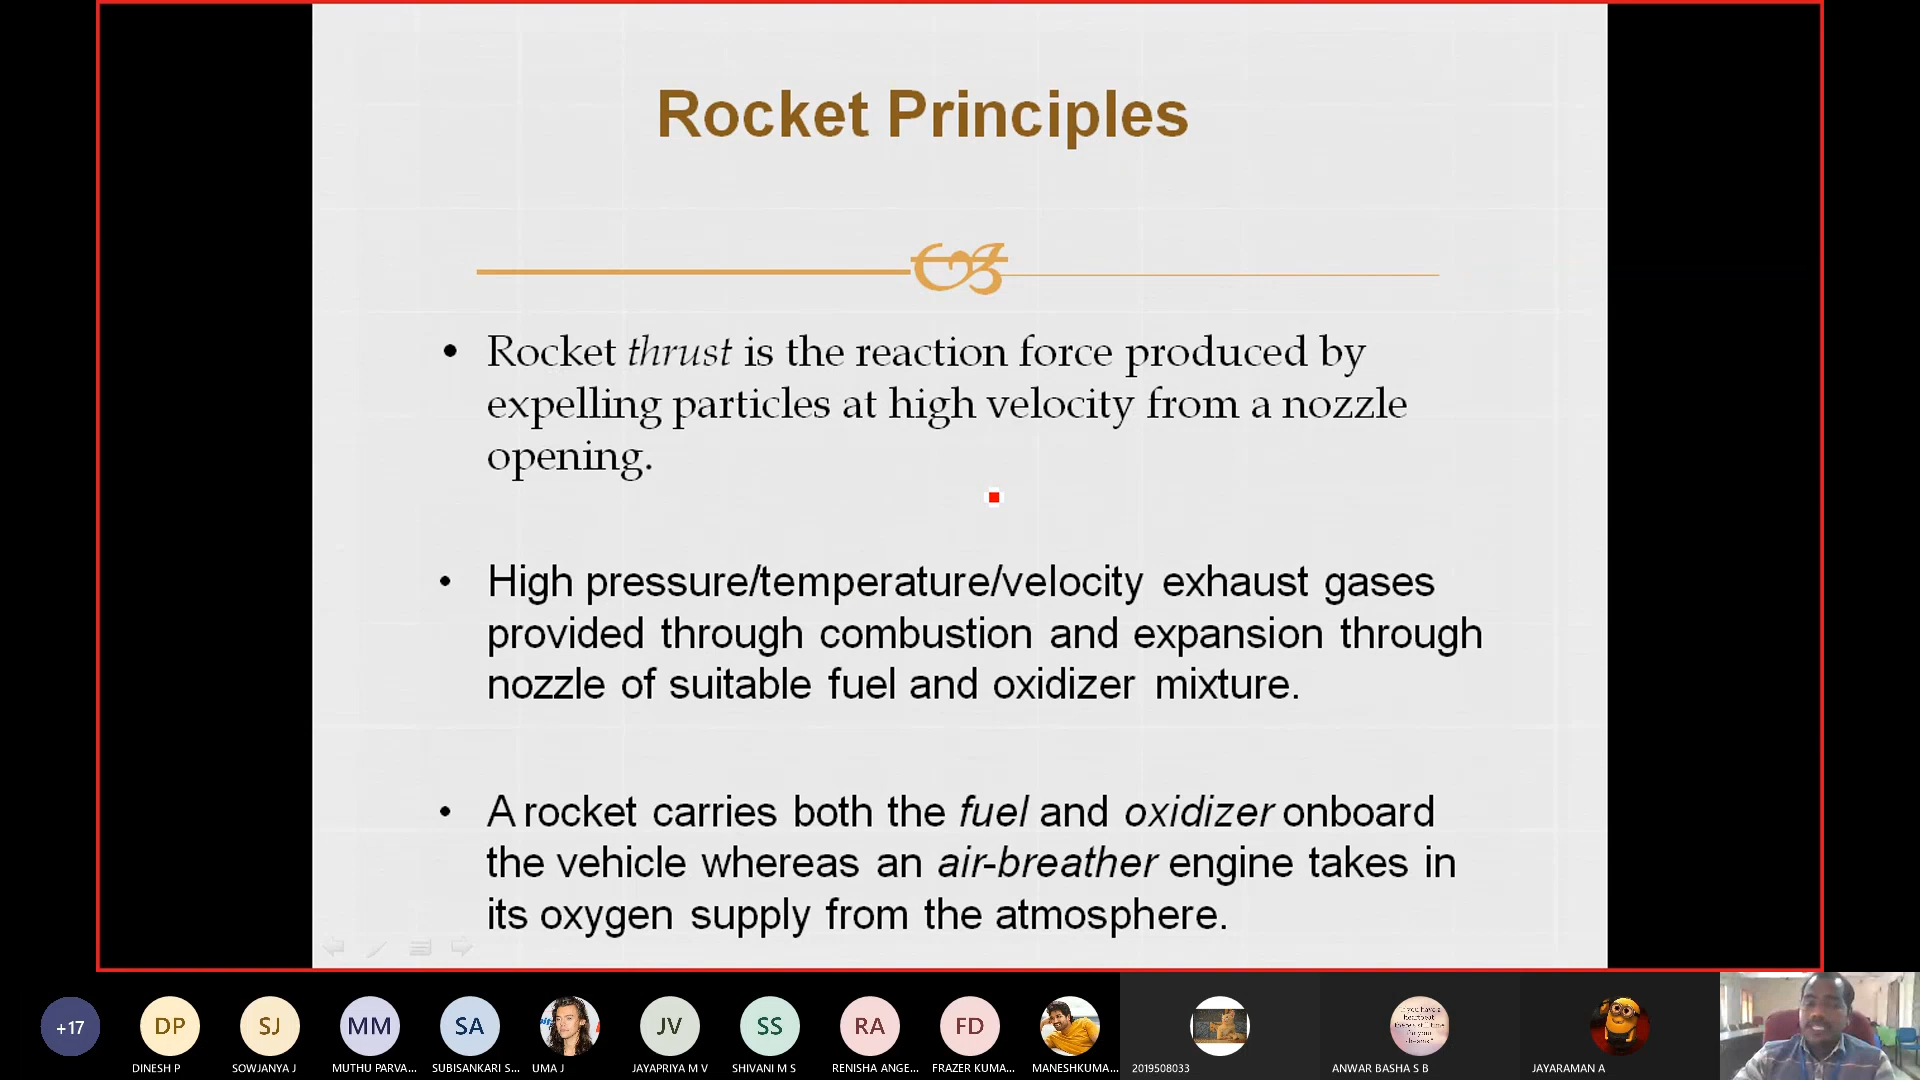 Rocket Principles
• Rocket thrust is the reaction force produced by
expelling particles at high velocity from a nozzle
opening.
• High pressure/temperature/velocity exhaust gases
provided through combustion and expansion through
nozzle of suitable fuel and oxidizer mixture.
• A rocket carries both the fuel and oxidizer onboard
the vehicle whereas an air-breather engine takes in
its oxygen supply from the atmosphere.
+17 DP SJ MM SA JV SS RA FD
DINESH P SOWJANYA J MUTHU PARVA... SUBISANKARI S... UMA J JAYAPRIYA M V SHIVANI M S RENISHA ANGE... FRAZER KUMA... MANESHKUMA... 2019508033 ANWAR BASHA S B JAYARAMAN A